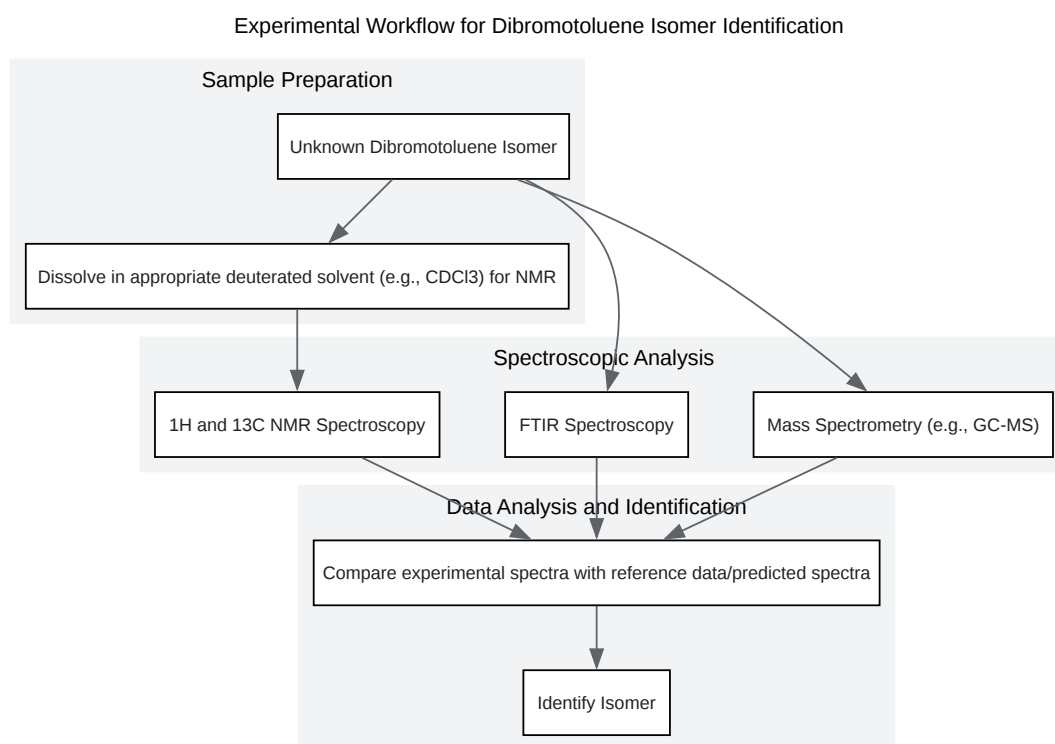 Experimental Workflow for Dibromotoluene Isomer Identification
Sample Preparation
Unknown Dibromotoluene Isomer
Dissolve in appropriate deuterated solvent (e.g., CDCl3) for NMR
Spectroscopic Analysis
1H and 13C NMR Spectroscopy
FTIR Spectroscopy
Mass Spectrometry (e.g., GC-MS)
Data Analysis and Identification
Compare experimental spectra with reference data/predicted spectra
Identify Isomer